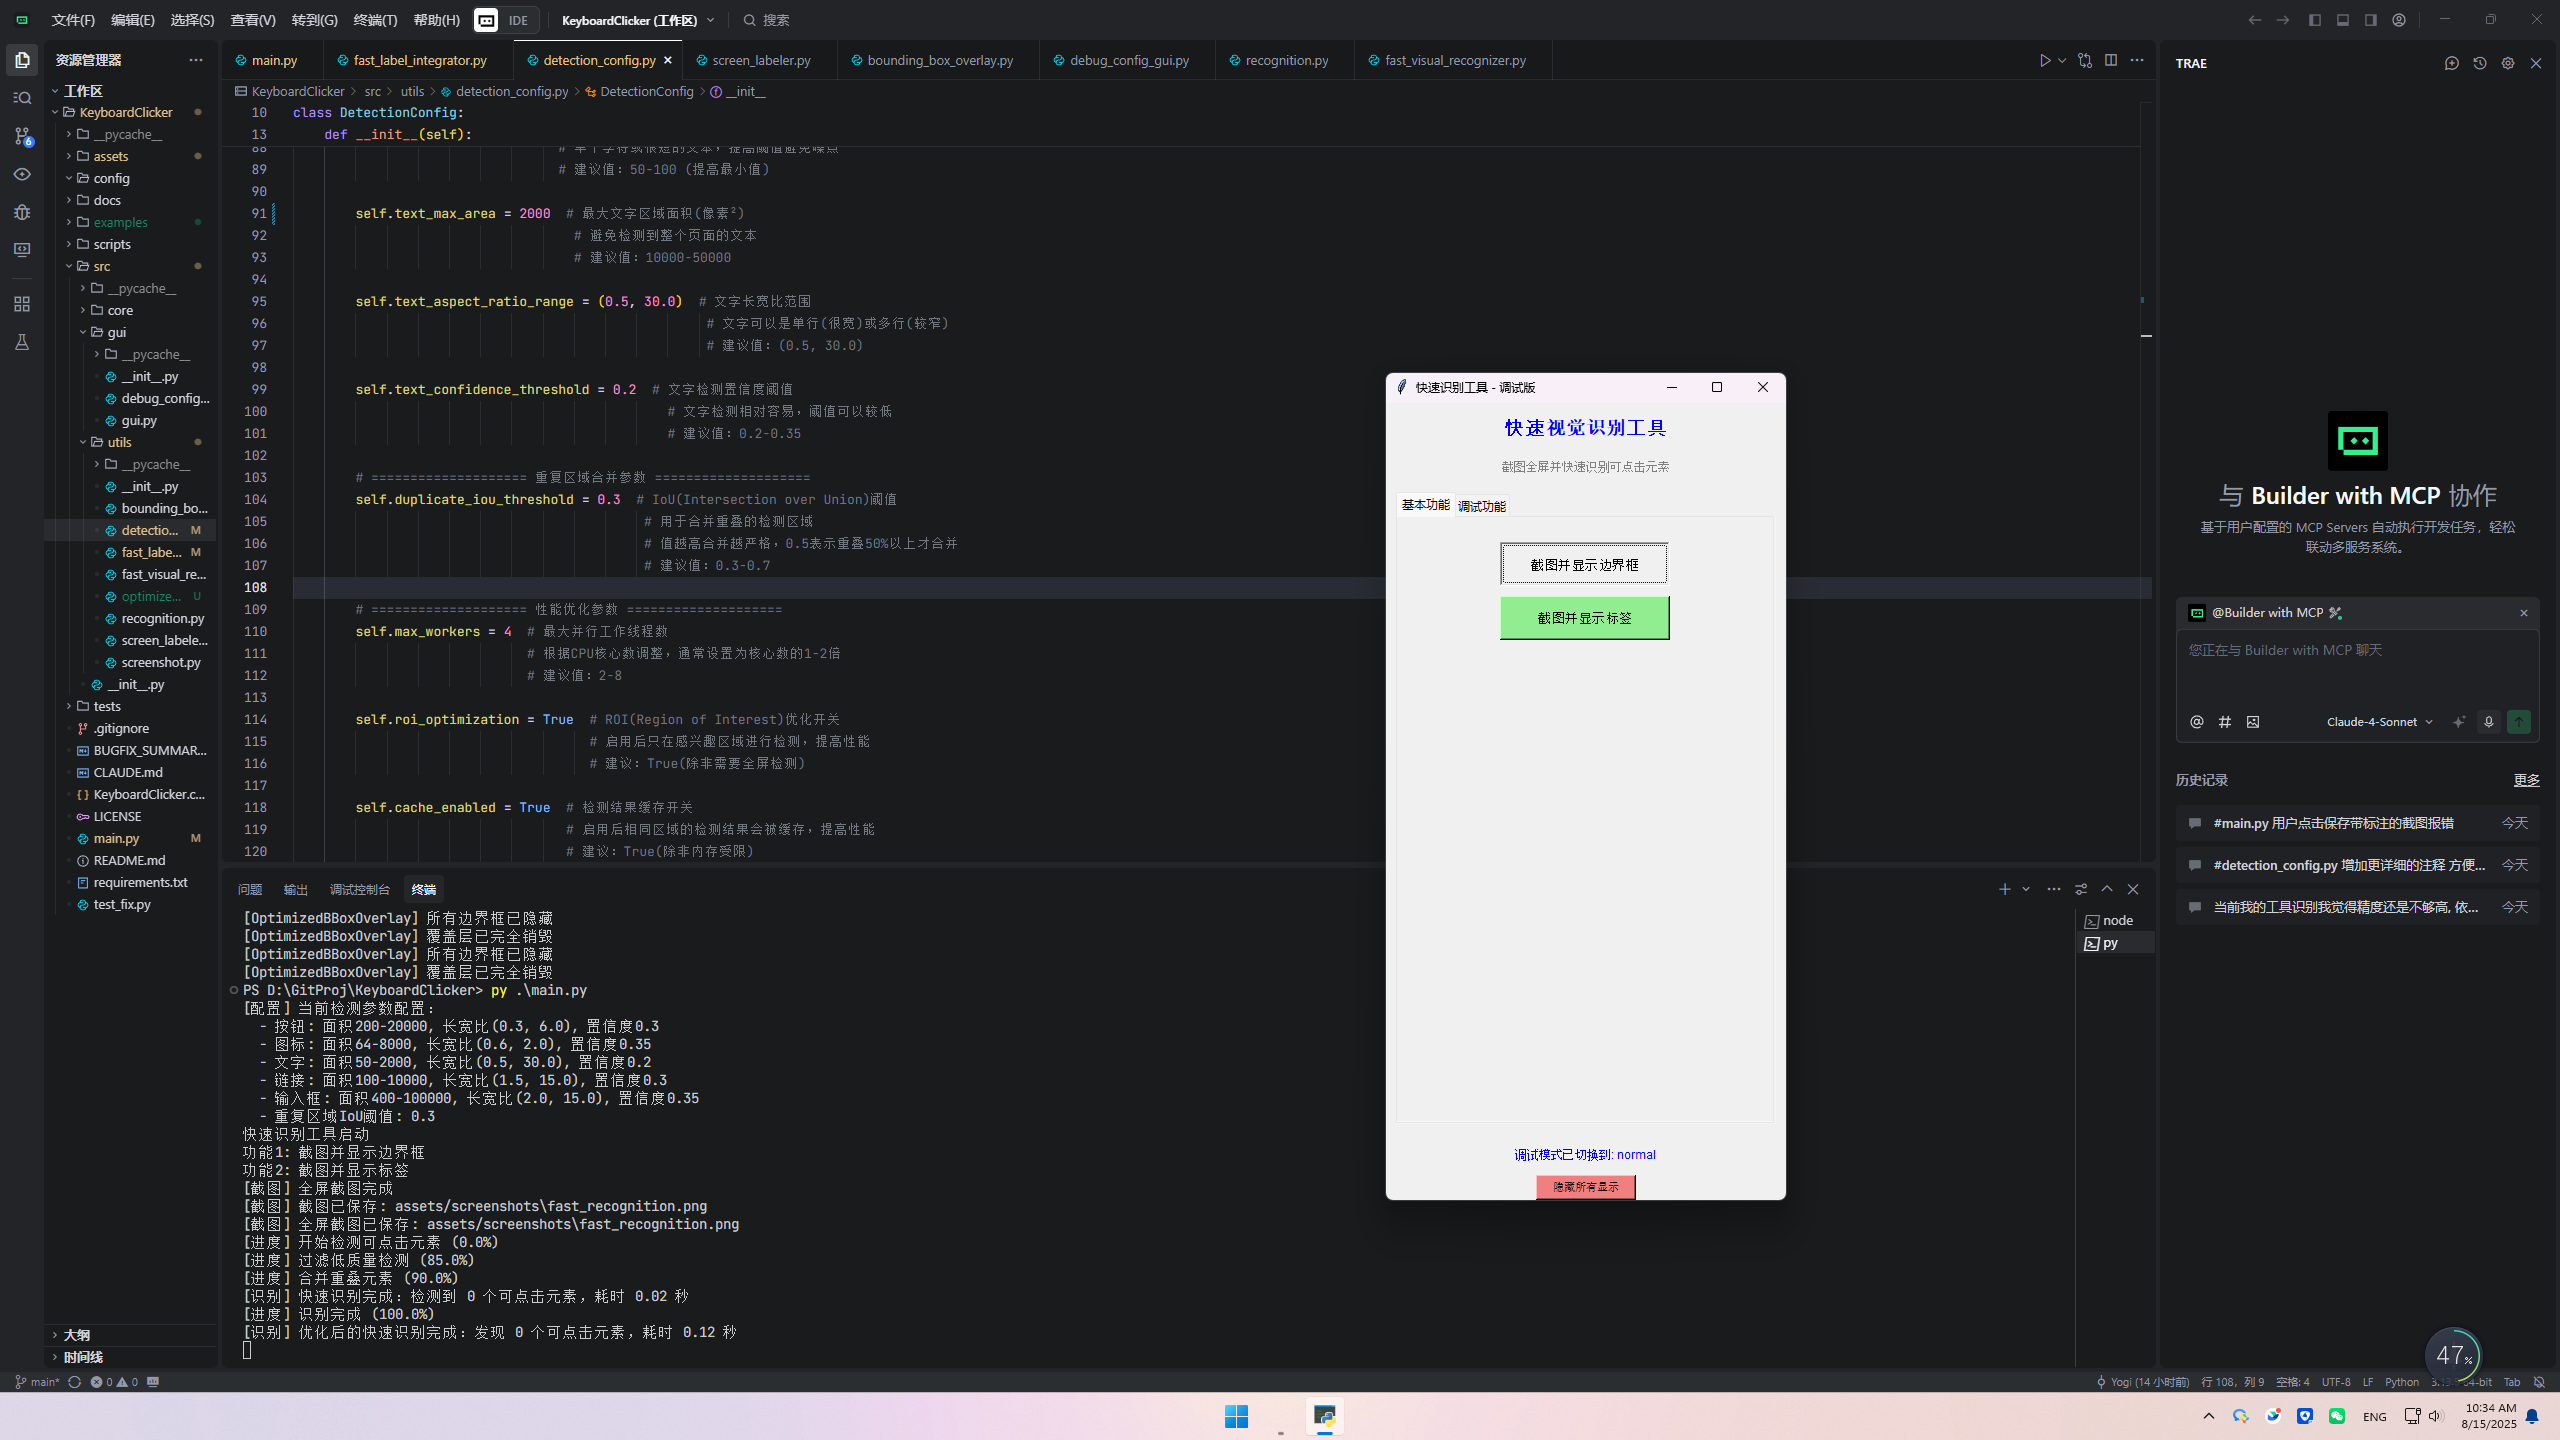 文件(F) 编辑(E) 选择(S) 查看(V) 转到(G) 终端(T) 帮助(H) IDE KeyboardClicker (工作区) 搜索
资源管理器
工作区
KeyboardClicker
__pycache__
assets
config
docs
examples
scripts
src
__pycache__
core
gui
__pycache__
__init__.py
debug_config...
gui.py
utils
__pycache__
__init__.py
bounding_bo...
detectio... M
fast_labe... M
fast_visual_re...
optimize... U
recognition.py
screen_labele...
screenshot.py
__init__.py
tests
.gitignore
BUGFIX_SUMMAR...
CLAUDE.md
KeyboardClicker.c...
LICENSE
main.py M
README.md
requirements.txt
test_fix.py
大纲
时间线
main.py fast_label_integrator.py detection_config.py screen_labeler.py bounding_box_overlay.py debug_config_gui.py recognition.py fast_visual_recognizer.py
KeyboardClicker > src > utils > detection_config.py > DetectionConfig > __init__
10 class DetectionConfig:
13 def __init__(self):
88 # 单个字符或很短的文本，提高阈值避免噪点
89 # 建议值：50-100 (提高最小值)
90
91 self.text_max_area = 2000 # 最大文字区域面积(像素²)
92 # 避免检测到整个页面的文本
93 # 建议值：10000-50000
94
95 self.text_aspect_ratio_range = (0.5, 30.0) # 文字长宽比范围
96 # 文字可以是单行(很宽)或多行(较窄)
97 # 建议值：(0.5, 30.0)
98
99 self.text_confidence_threshold = 0.2 # 文字检测置信度阈值
100 # 文字检测相对容易，阈值可以较低
101 # 建议值：0.2-0.35
102
103 # ==================== 重复区域合并参数 ====================
104 self.duplicate_iou_threshold = 0.3 # IoU(Intersection over Union)阈值
105 # 用于合并重叠的检测区域
106 # 值越高合并越严格，0.5表示重叠50%以上才合并
107 # 建议值：0.3-0.7
108
109 # ==================== 性能优化参数 ====================
110 self.max_workers = 4 # 最大并行工作线程数
111 # 根据CPU核心数调整，通常设置为核心数的1-2倍
112 # 建议值：2-8
113
114 self.roi_optimization = True # ROI(Region of Interest)优化开关
115 # 启用后只在感兴趣区域进行检测，提高性能
116 # 建议：True(除非需要全屏检测)
117
118 self.cache_enabled = True # 检测结果缓存开关
119 # 启用后相同区域的检测结果会被缓存，提高性能
120 # 建议：True(除非内存受限)
问题 输出 调试控制台 终端
[OptimizedBBoxOverlay] 所有边界框已隐藏
[OptimizedBBoxOverlay] 覆盖层已完全销毁
[OptimizedBBoxOverlay] 所有边界框已隐藏
[OptimizedBBoxOverlay] 覆盖层已完全销毁
PS D:\GitProj\KeyboardClicker> py .\main.py
[配置] 当前检测参数配置：
- 按钮: 面积200-20000, 长宽比(0.3, 6.0), 置信度0.3
- 图标: 面积64-8000, 长宽比(0.6, 2.0), 置信度0.35
- 文字: 面积50-2000, 长宽比(0.5, 30.0), 置信度0.2
- 链接: 面积100-10000, 长宽比(1.5, 15.0), 置信度0.3
- 输入框: 面积400-100000, 长宽比(2.0, 15.0), 置信度0.35
- 重复区域IoU阈值: 0.3
快速识别工具启动
功能1: 截图并显示边界框
功能2: 截图并显示标签
[截图] 全屏截图完成
[截图] 截图已保存: assets/screenshots\fast_recognition.png
[截图] 全屏截图已保存: assets/screenshots\fast_recognition.png
[进度] 开始检测可点击元素 (0.0%)
[进度] 过滤低质量检测 (85.0%)
[进度] 合并重叠元素 (90.0%)
[识别] 快速识别完成：检测到 0 个可点击元素，耗时 0.02 秒
[进度] 识别完成 (100.0%)
[识别] 优化后的快速识别完成：发现 0 个可点击元素，耗时 0.12 秒
node
py
快速识别工具 - 调试版
快速视觉识别工具
截图全屏并快速识别可点击元素
基本功能 调试功能
截图并显示边界框
截图并显示标签
调试模式已切换到: normal
隐藏所有显示
TRAE
与 Builder with MCP 协作
基于用户配置的 MCP Servers 自动执行开发任务，轻松
联动多服务系统。
@Builder with MCP
您正在与 Builder with MCP 聊天
Claude-4-Sonnet
历史记录 更多
#main.py 用户点击保存带标注的截图报错 今天
#detection_config.py 增加更详细的注释 方便... 今天
当前我的工具识别我觉得精度还是不够高, 依... 今天
47%
main* 0 0 Yogi (14 小时前) 行 108，列 9 空格: 4 UTF-8 LF Python 64-bit Tab
6
ENG
10:34 AM
8/15/2025